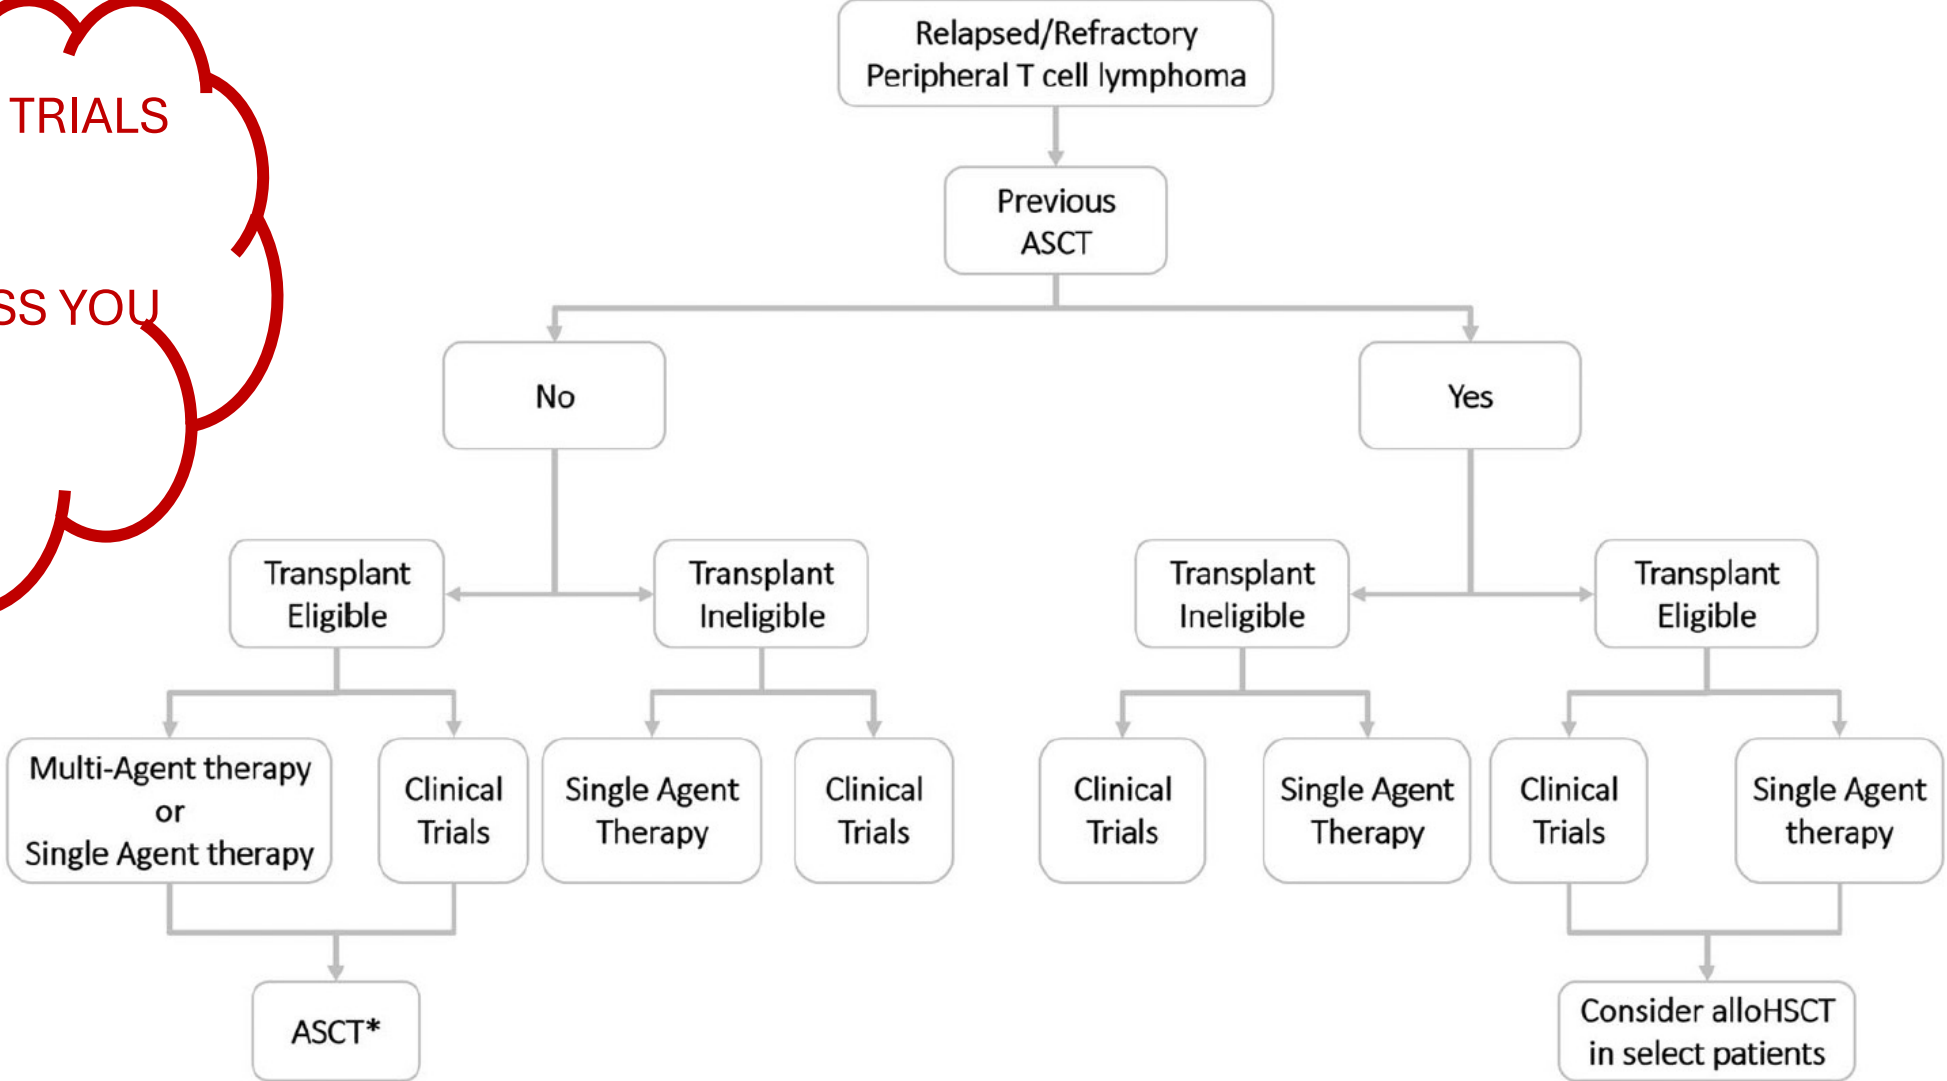 TRIALS
SS YOU
Relapsed/Refractory
Peripheral T cell lymphoma
Previous
ASCT
No
Yes
Transplant
Eligible
Transplant
Ineligible
Transplant
Ineligible
Transplant
Eligible
Multi-Agent therapy
or
Single Agent therapy
Clinical
Trials
Single Agent
Therapy
Clinical
Trials
Clinical
Trials
Single Agent
Therapy
Clinical
Trials
Single Agent
therapy
ASCT*
Consider alloHSCT
in select patients